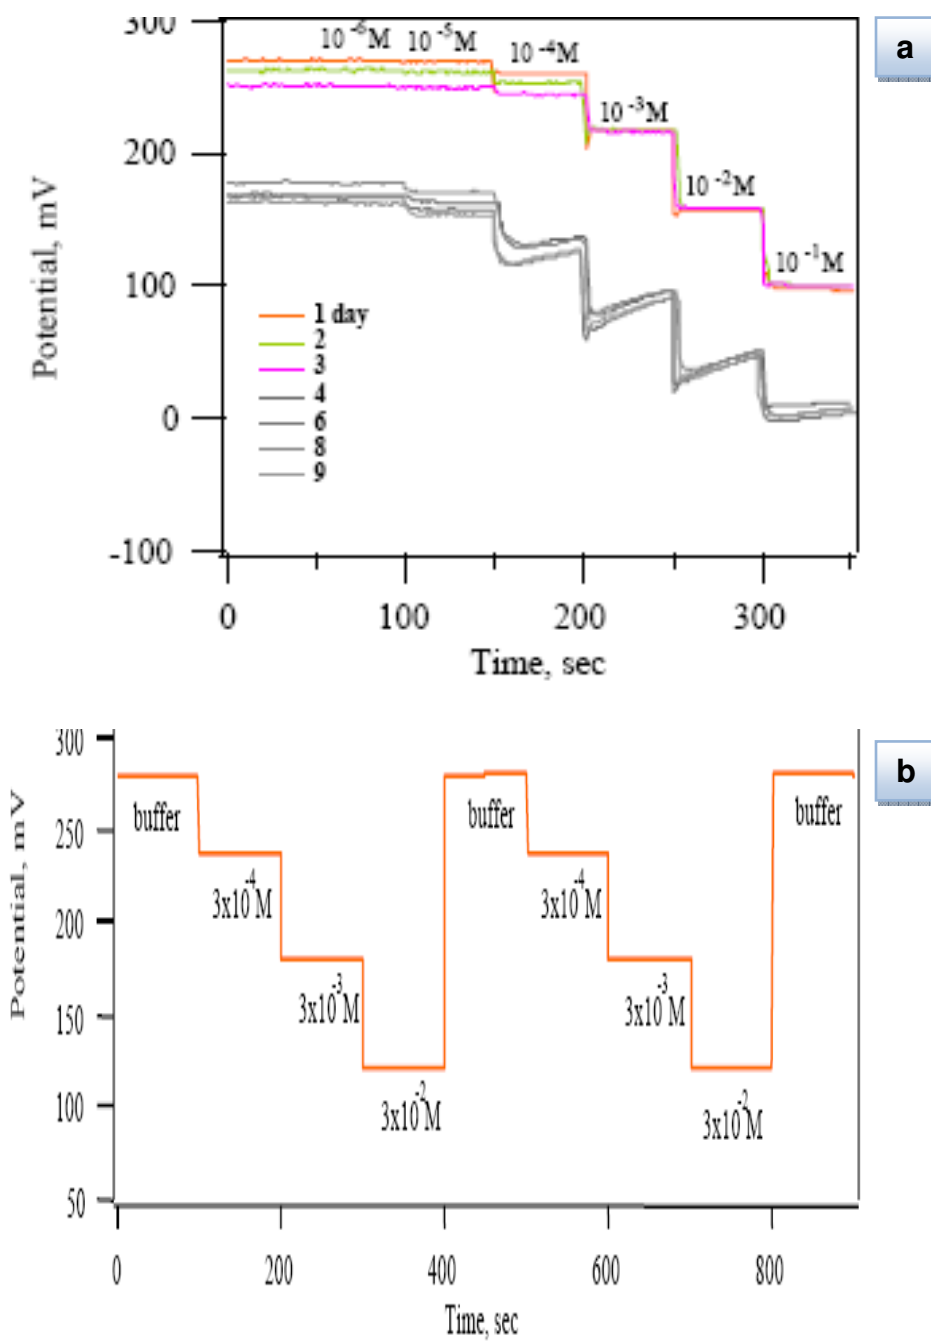 300
10 -6M 10 -5M 10 -4M
a
10 -3M
200
10 -2M
10 -1M
100
Potential, mV
1 day
2
3
4
6
8
9
0
-100
0 100 200 300
Time, sec
300
b
buffer buffer buffer
250
3x10-4M 3x10-4M
200
3x10-3M 3x10-3M
150
Potential, mV
100
3x10-2M 3x10-2M
50
0 200 400 600 800
Time, sec